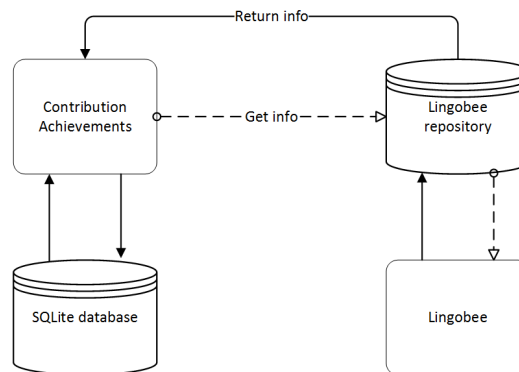 Return info
Contribution
Achievements
Get info
Lingobee
repository
SQLite database
Lingobee